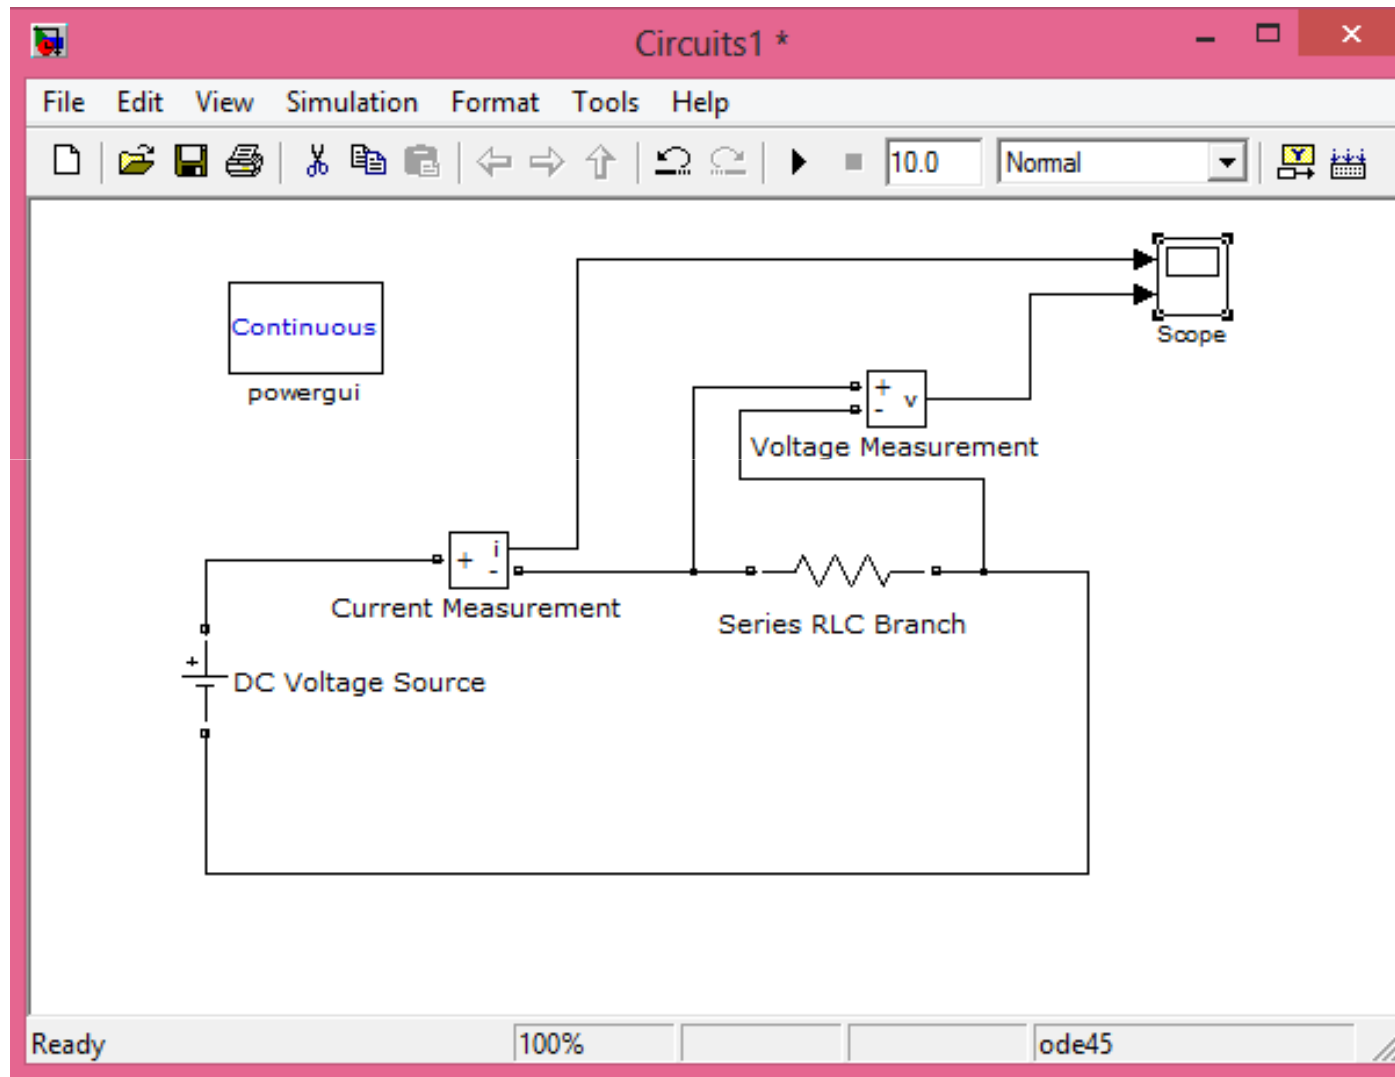 Circuits1 *
File Edit View Simulation Format Tools Help
10.0 Normal
Continuous
powergui
Scope
+
- v
Voltage Measurement
+ i
-
Current Measurement
Series RLC Branch
+
DC Voltage Source
Ready 100% ode45